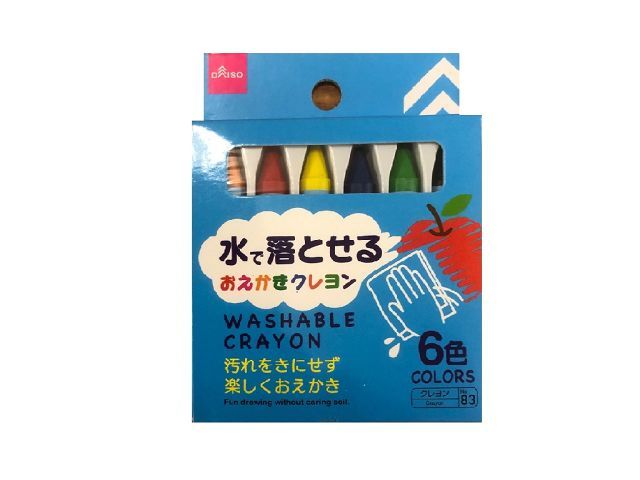 DAISO
水で落とせる
おえかきクレヨン
WASHABLE
CRAYON
汚れをきにせず
楽しくおえかき
Fun drawing without caring soil.
6色
COLORS
クレヨン
Crayon
No.
83